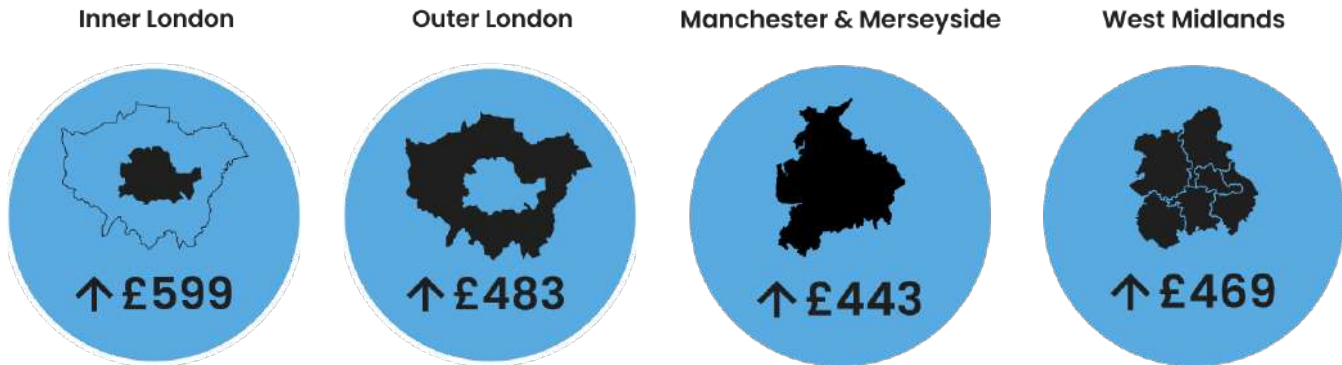 Inner London
Outer London
Manchester & Merseyside
West Midlands
↑£599
↑£483
↑£443
↑£469